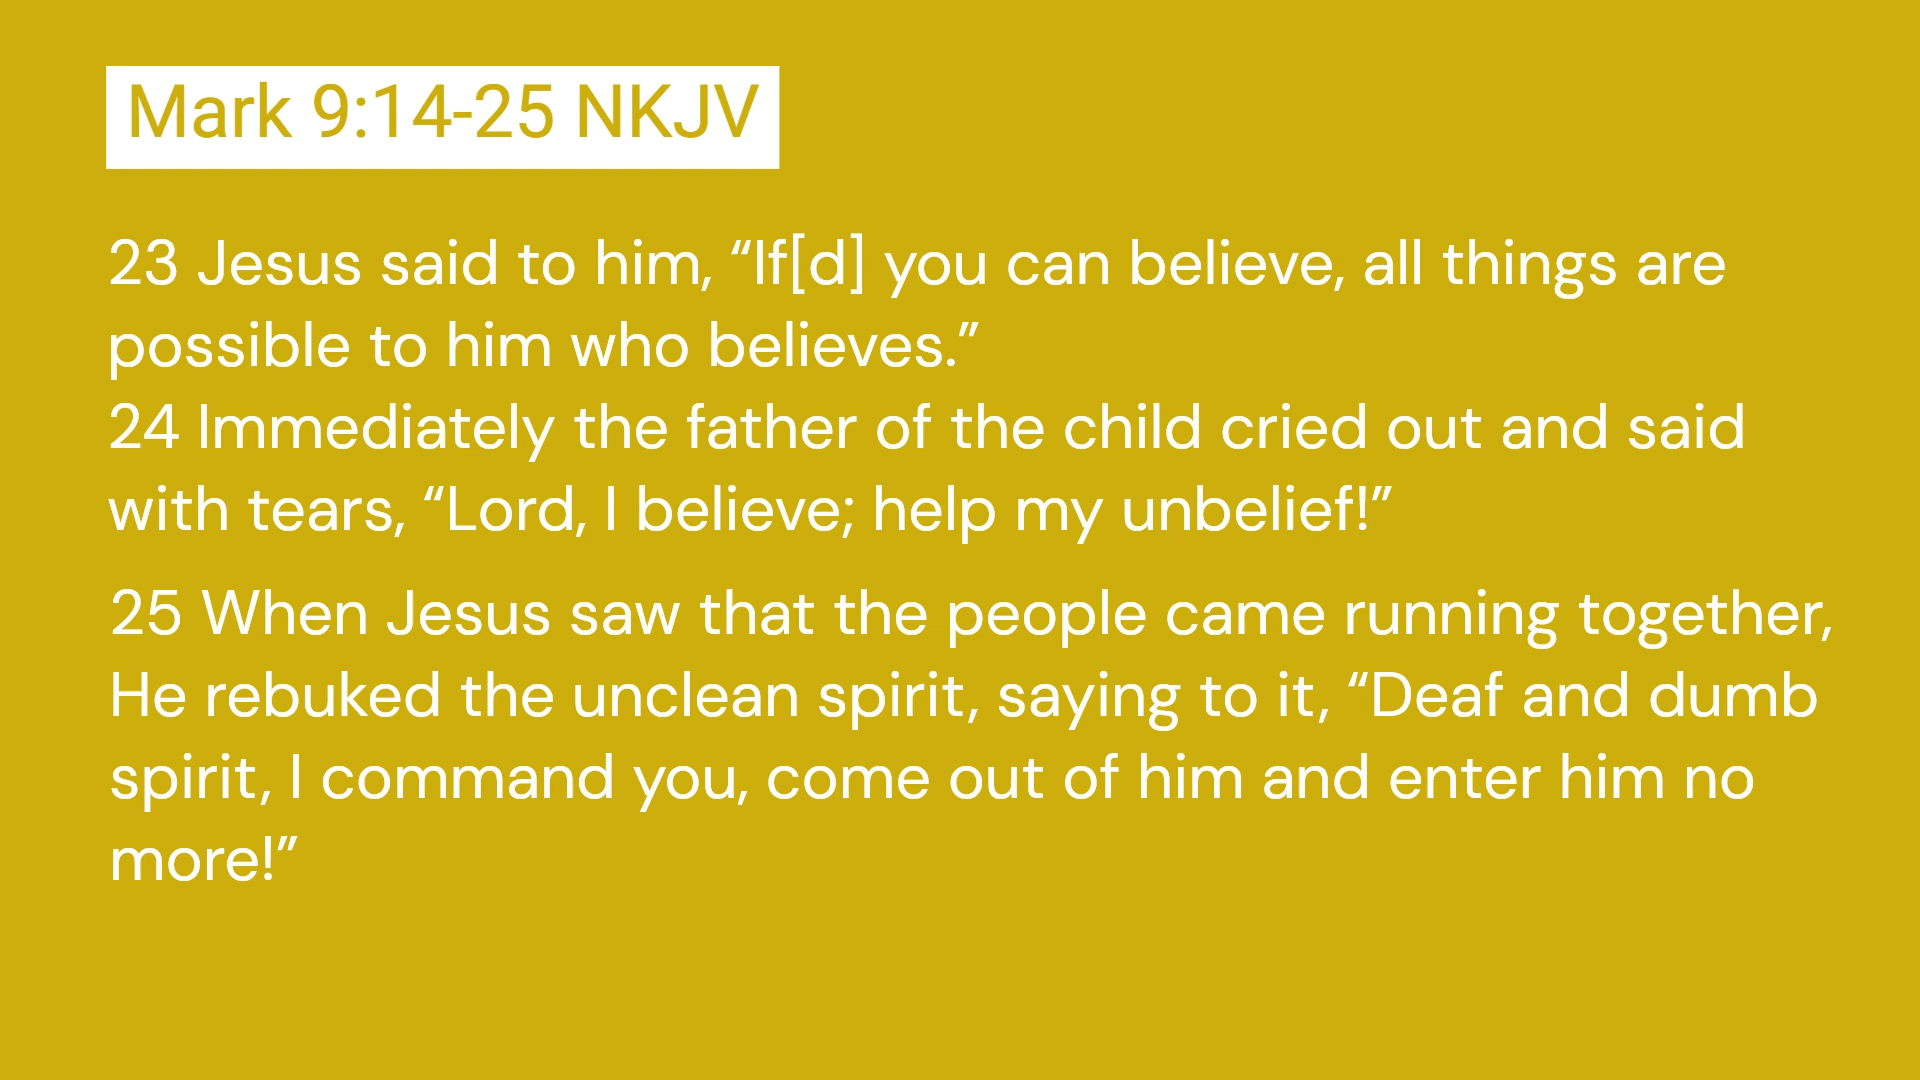 Mark 9:14-25 NKJV
23 Jesus said to him, “If[d] you can believe, all things are
possible to him who believes.”
24 Immediately the father of the child cried out and said
with tears, “Lord, I believe; help my unbelief!”
25 When Jesus saw that the people came running together,
He rebuked the unclean spirit, saying to it, “Deaf and dumb
spirit, I command you, come out of him and enter him no
more!”